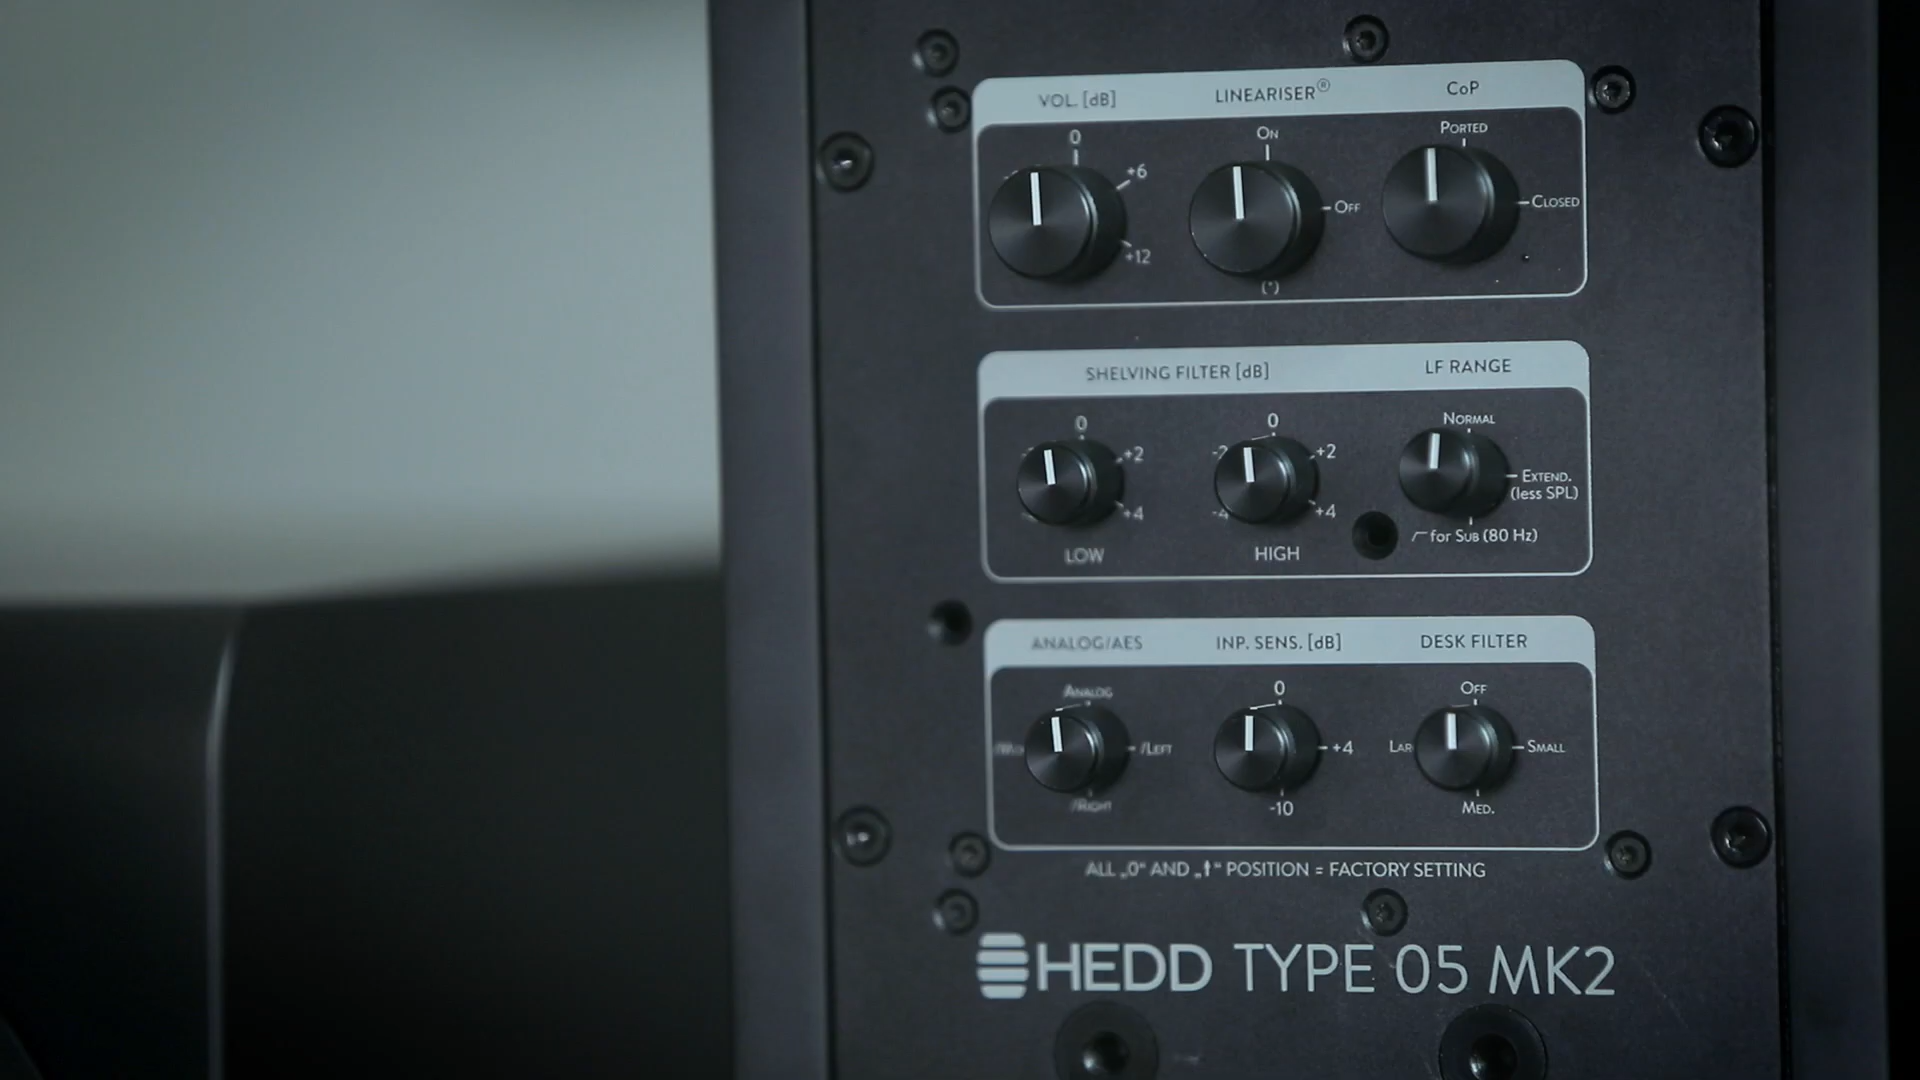 VOL. [dB] LINEARISER® CoP
0 ON PORTED
+6
OFF CLOSED
+12
(*)
SHELVING FILTER [dB] LF RANGE
0 0 NORMAL
+2 -2 +2
EXTEND.
(less SPL)
+4 -4 +4
for SUB (80 Hz)
LOW HIGH
ANALOG/AES INP. SENS. [dB] DESK FILTER
ANALOG 0 OFF
/LEFT +4 SMALL
/RIGHT -10 MED.
ALL „0“ AND „↑“ POSITION = FACTORY SETTING
HEDD TYPE 05 MK2